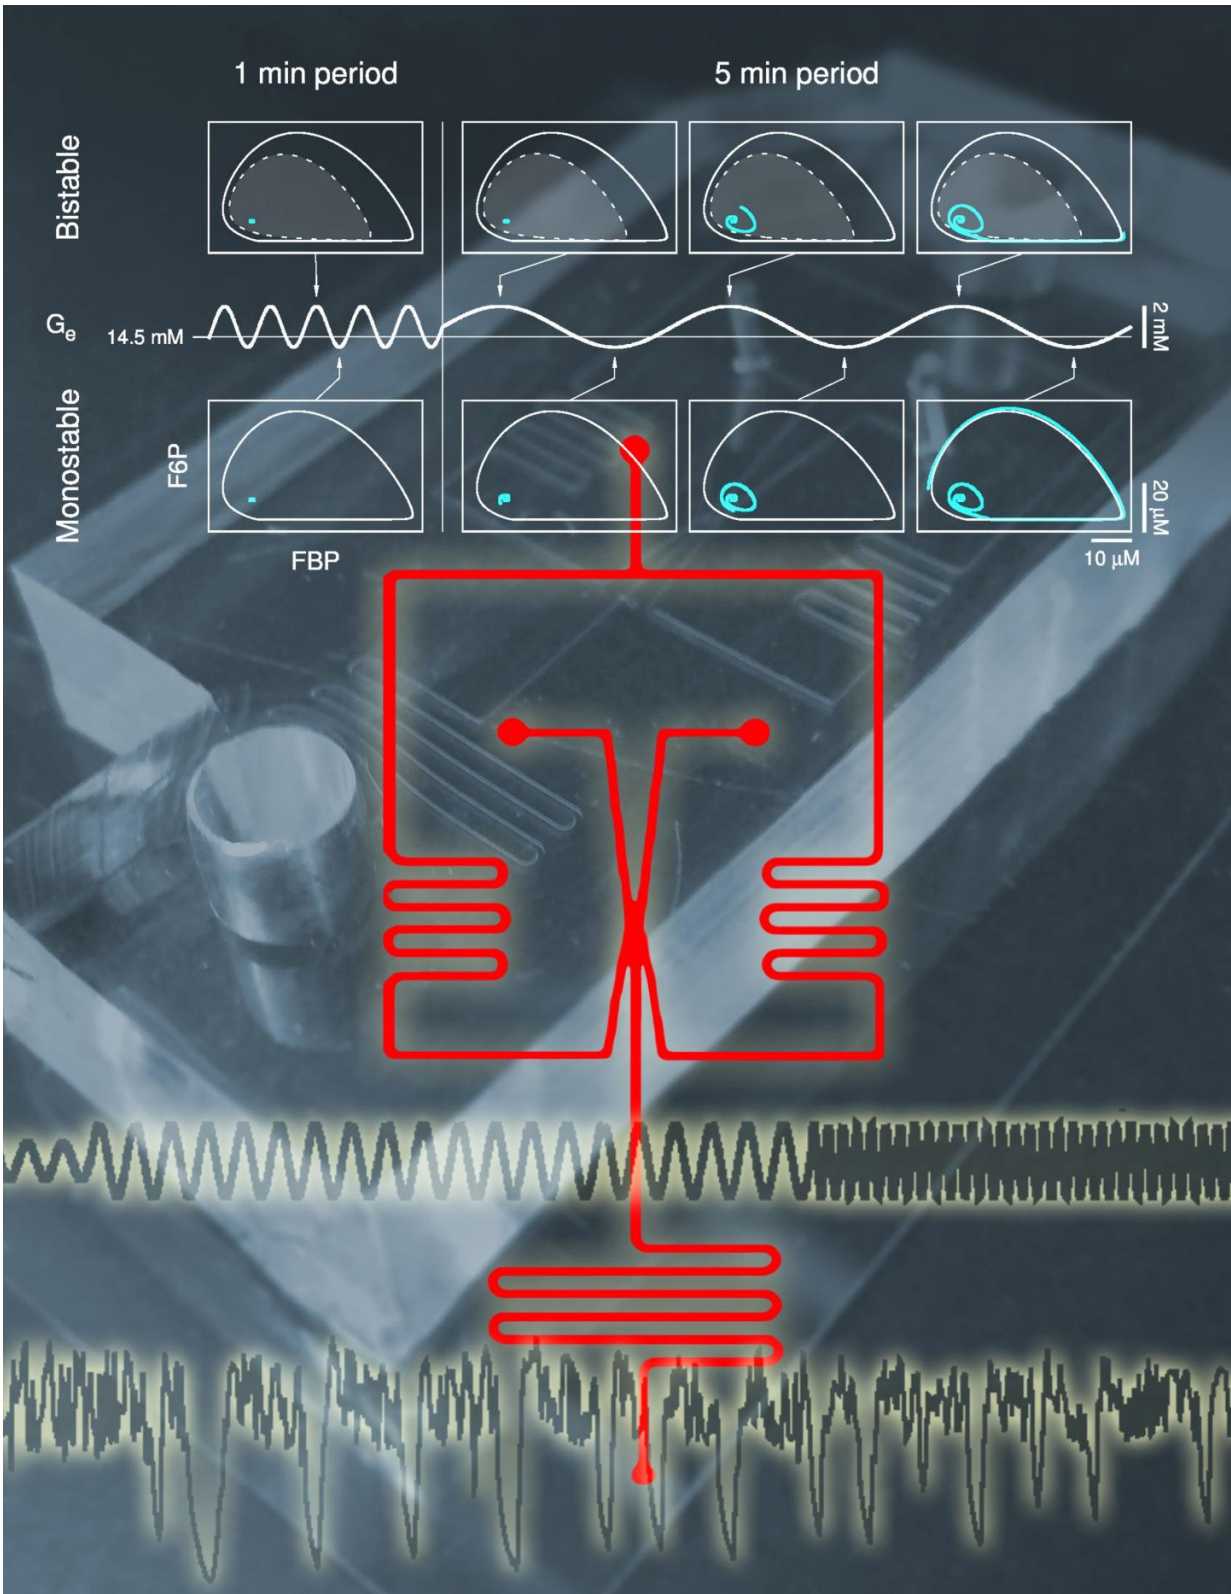 1 min period
5 min period
Bistable
Ge
14.5 mM
2 mM
Monostable
F6P
20 μM
10 μM
FBP